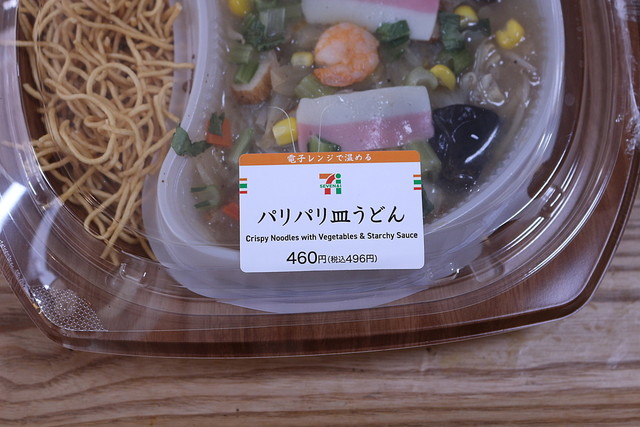 電子レンジで温める
SEVEN&i
パリパリ皿うどん
Crispy Noodles with Vegetables & Starchy Sauce
460円(税込496円)